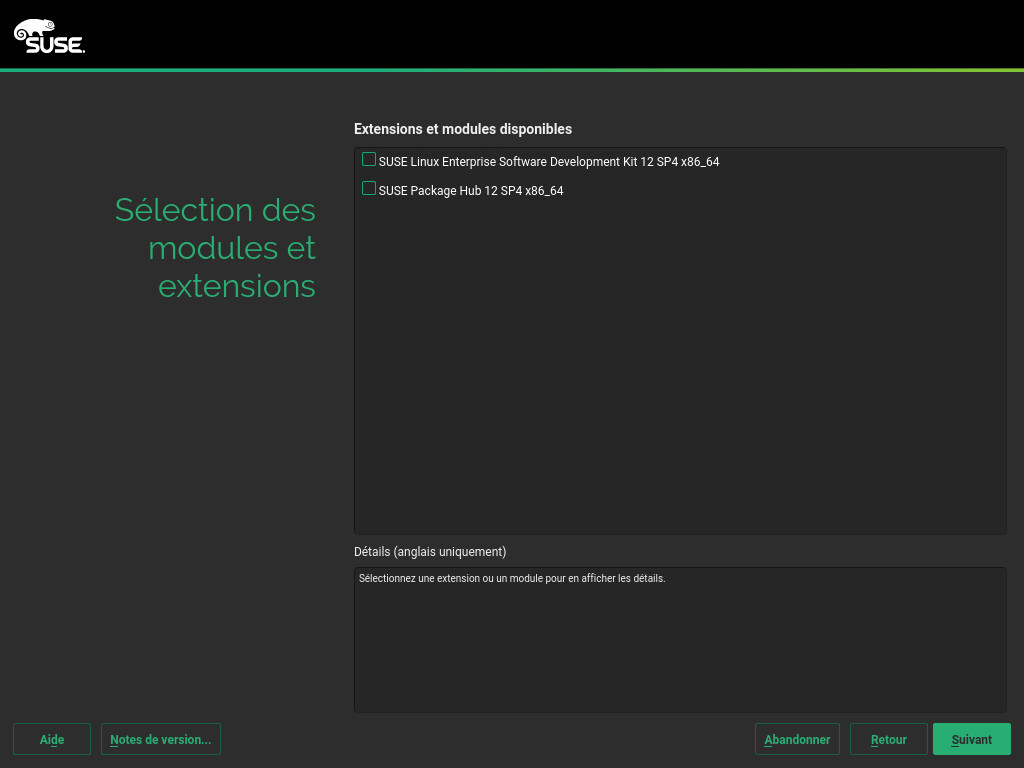 SUSE.
Extensions et modules disponibles
SUSE Linux Enterprise Software Development Kit 12 SP4 x86_64
SUSE Package Hub 12 SP4 x86_64
Sélection des
modules et
extensions
Détails (anglais uniquement)
Sélectionnez une extension ou un module pour en afficher les détails.
Aide
Notes de version...
Abandonner
Retour
Suivant